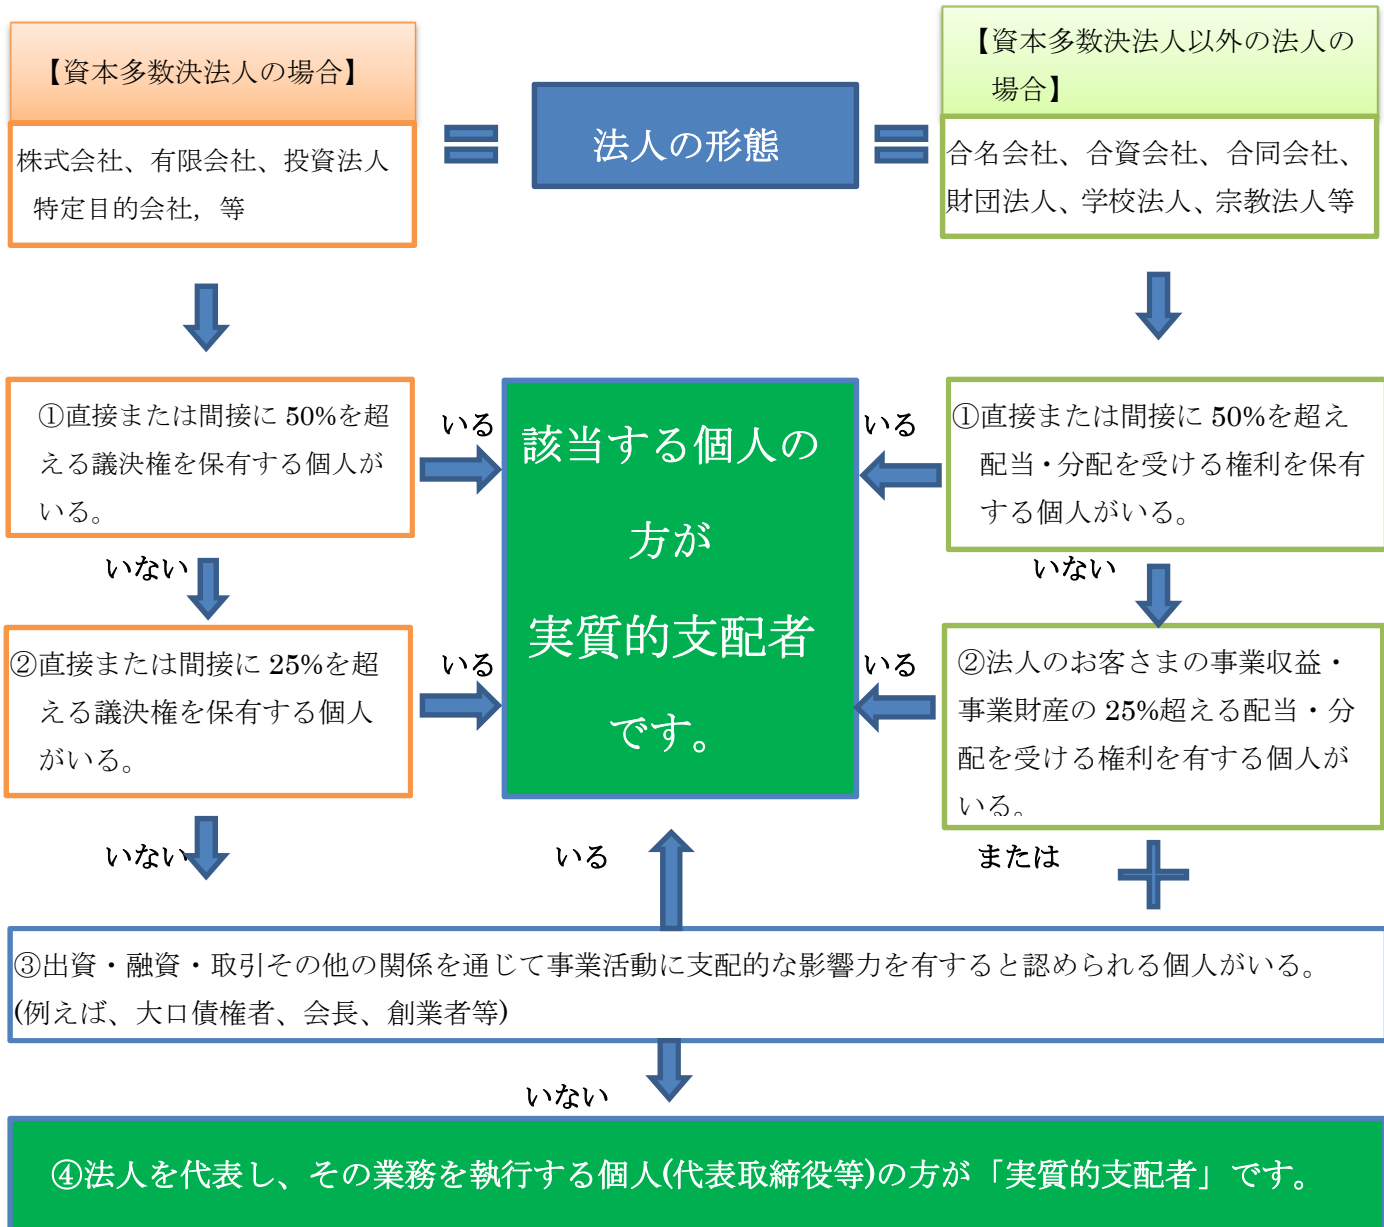 【資本多数決法人の場合】
株式会社、有限会社、投資法人
特定目的会社, 等
法人の形態
【資本多数決法人以外の法人の
場合】
合名会社、合資会社、合同会社、
財団法人、学校法人、宗教法人等
①直接または間接に 50%を超
える議決権を保有する個人が
いる。
いる
該当する個人の
方が
実質的支配者
です。
いる
①直接または間接に 50%を超え
配当・分配を受ける権利を保有
する個人がいる。
いない
いない
②直接または間接に 25%を超
える議決権を保有する個人
がいる。
いる
いる
②法人のお客さまの事業収益・
事業財産の 25%超える配当・分
配を受ける権利を有する個人が
いる。
いない
いる
または
③出資・融資・取引その他の関係を通じて事業活動に支配的な影響力を有すると認められる個人がいる。
(例えば、大口債権者、会長、創業者等)
いない
④法人を代表し、その業務を執行する個人(代表取締役等)の方が「実質的支配者」です。